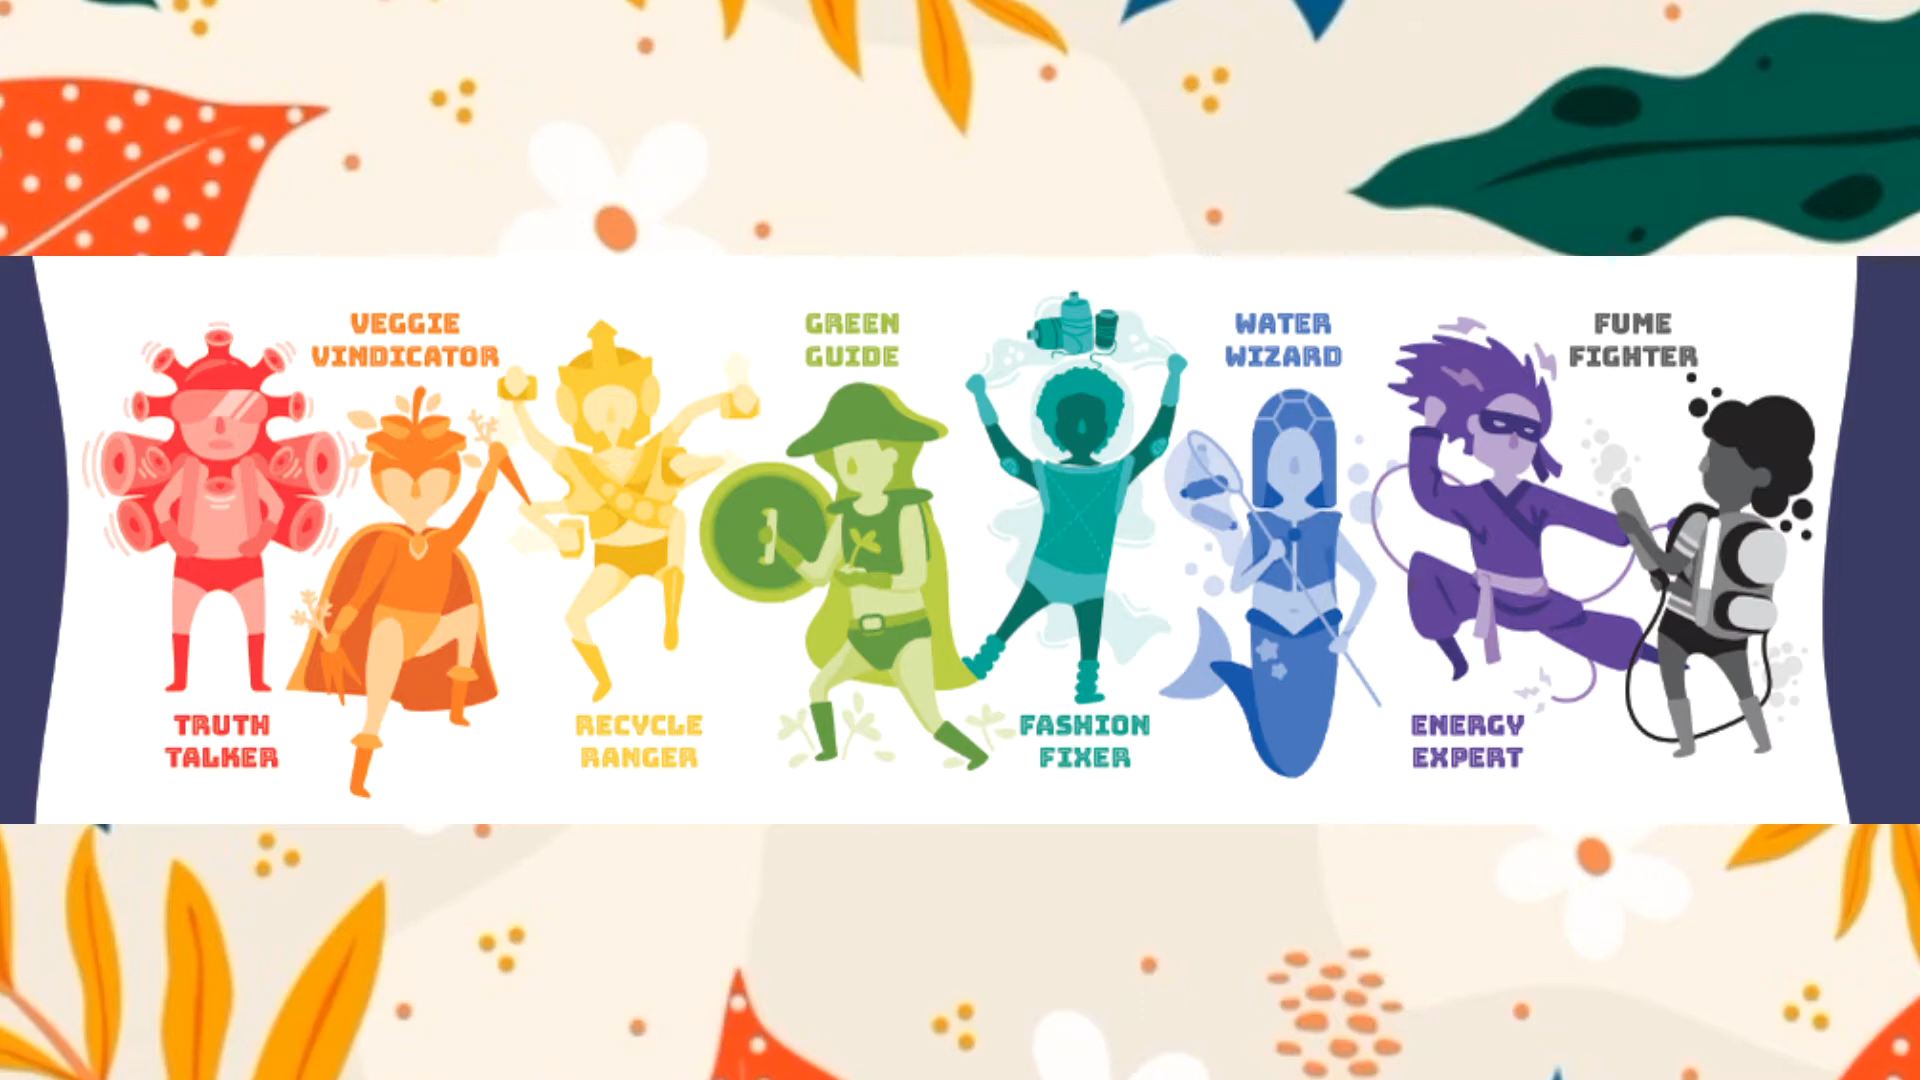 VEGGIE
VINDICATOR
GREEN
GUIDE
WATER
WIZARD
FUME
FIGHTER
TRUTH
TALKER
RECYCLE
RANGER
FASHION
FIXER
ENERGY
EXPERT